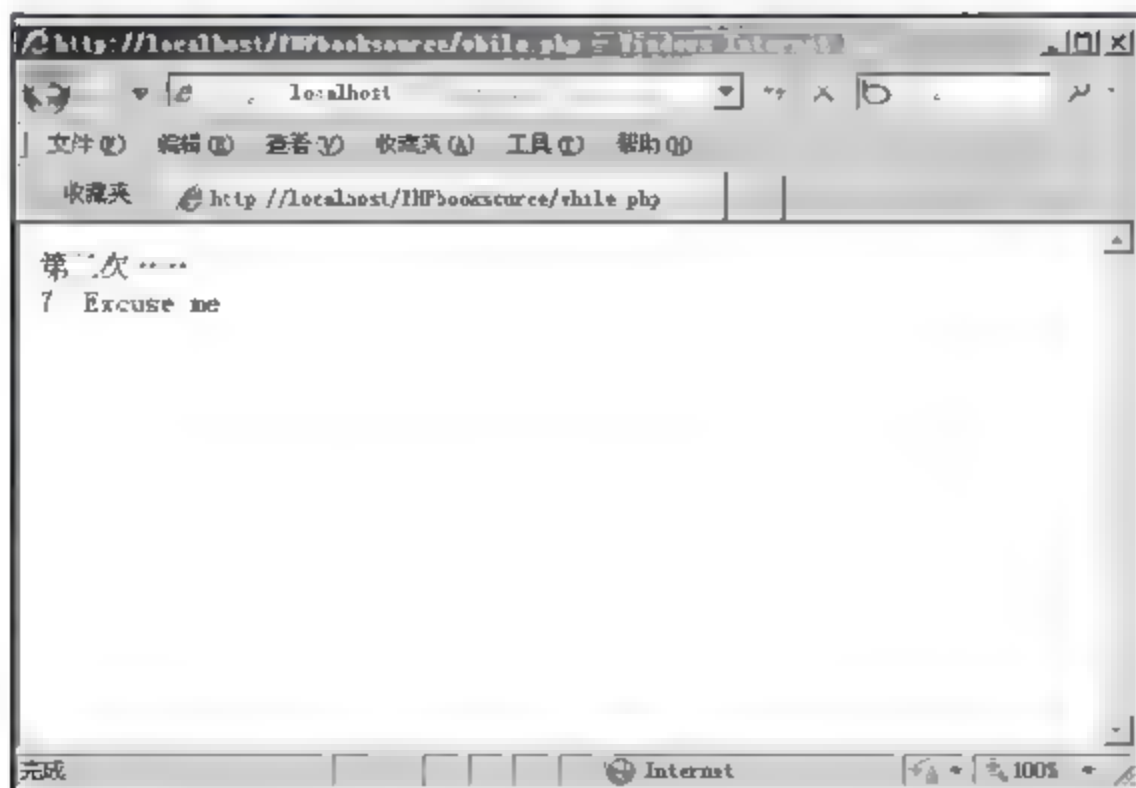 http://localhost/PHPbooksource/while.php - Windows Internet
localhost
文件(F) 编辑(E) 查看(V) 收藏夹(A) 工具(T) 帮助(H)
收藏夹 http://localhost/PHPbooksource/while.php
第二次……
7 Excuse me
完成 Internet 100%